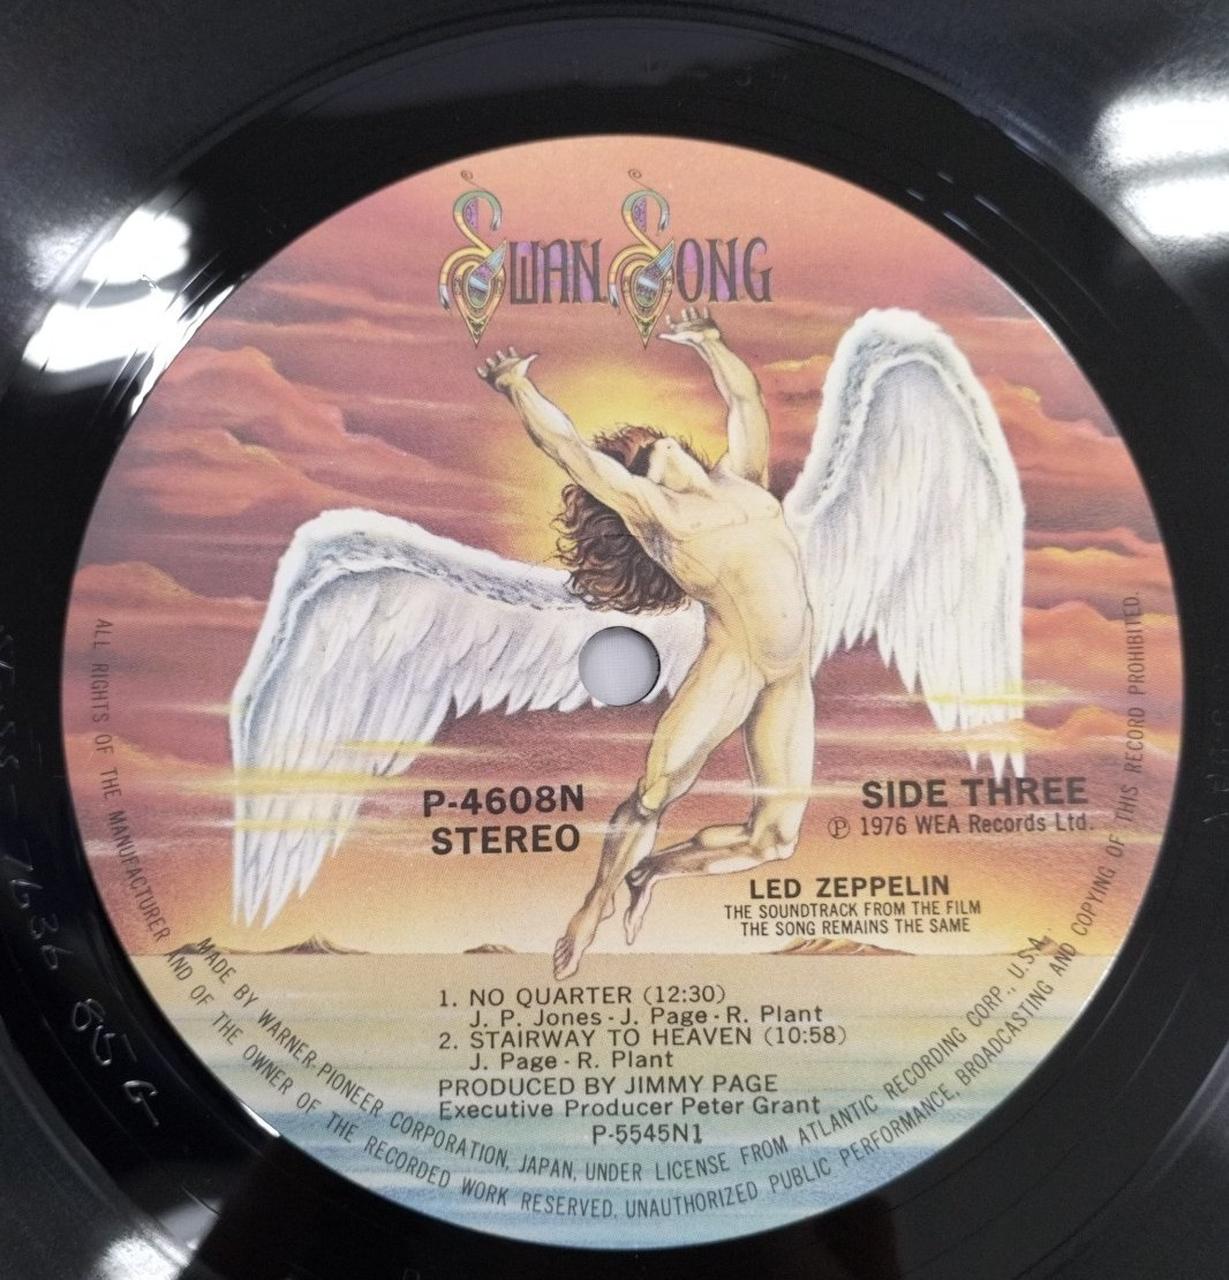 SWAN SONG
P-4608N
STEREO
SIDE THREE
Ⓟ 1976 WEA Records Ltd.
LED ZEPPELIN
THE SOUNDTRACK FROM THE FILM
THE SONG REMAINS THE SAME
1. NO QUARTER (12:30)
J. P. Jones · J. Page · R. Plant
2. STAIRWAY TO HEAVEN (10:58)
J. Page · R. Plant
PRODUCED BY JIMMY PAGE
Executive Producer Peter Grant
P-5545N1
MADE BY WARNER-PIONEER CORPORATION, JAPAN, UNDER LICENSE FROM ATLANTIC RECORDING CORP., U.S.A.
ALL RIGHTS OF THE MANUFACTURER AND OF THE OWNER OF THE RECORDED WORK RESERVED. UNAUTHORIZED PUBLIC PERFORMANCE, BROADCASTING AND COPYING OF THIS RECORD PROHIBITED.